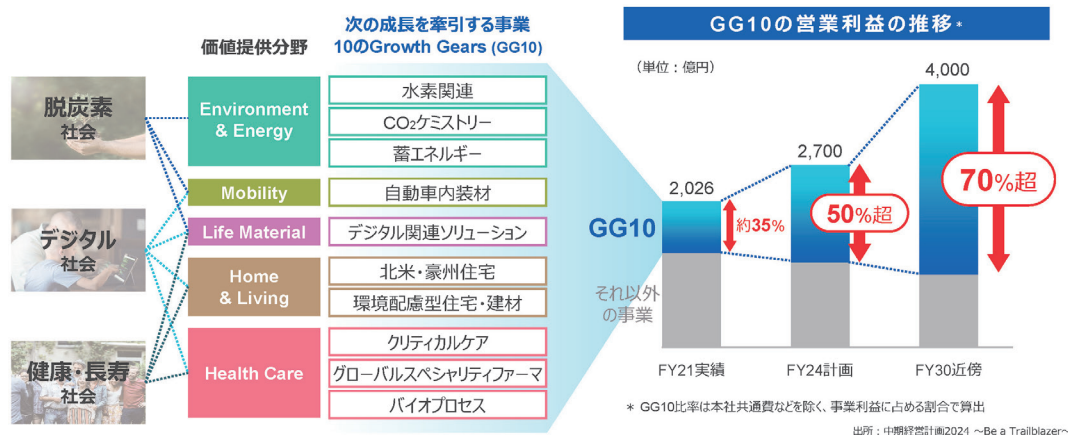 価値提供分野
次の成長を牽引する事業
10のGrowth Gears (GG10)
脱炭素
社会
デジタル
社会
健康・長寿
社会
Environment
& Energy
水素関連
CO₂ケミストリー
蓄エネルギー
Mobility
自動車内装材
Life Material
デジタル関連ソリューション
Home
& Living
北米・豪州住宅
環境配慮型住宅・建材
Health Care
クリティカルケア
グローバルスペシャリティファーマ
バイオプロセス
GG10の営業利益の推移*
(単位:億円)
GG10
それ以外
の事業
2,026
約35%
FY21実績
2,700
50%超
FY24計画
4,000
70%超
FY30近傍
* GG10比率は本社共通費などを除く、事業利益に占める割合で算出
出所:中期経営計画2024 ~Be a Trailblazer~